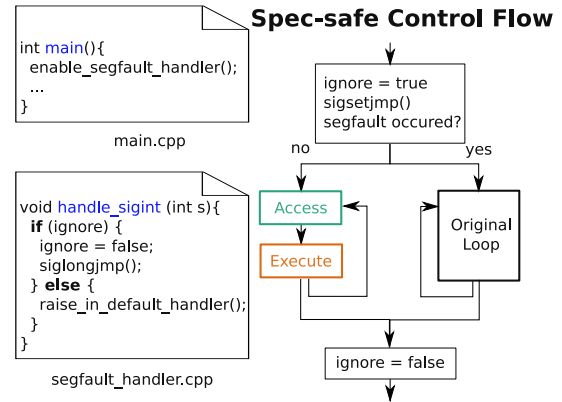 Spec-safe Control Flow
int main(){
enable_segfault_handler();
...
}
main.cpp
void handle_sigint (int s){
if (ignore) {
ignore = false;
siglongjmp();
} else {
raise_in_default_handler();
}
}
segfault_handler.cpp
ignore = true
sigsetjmp()
segfault occured?
no
yes
Access
Execute
Original
Loop
ignore = false